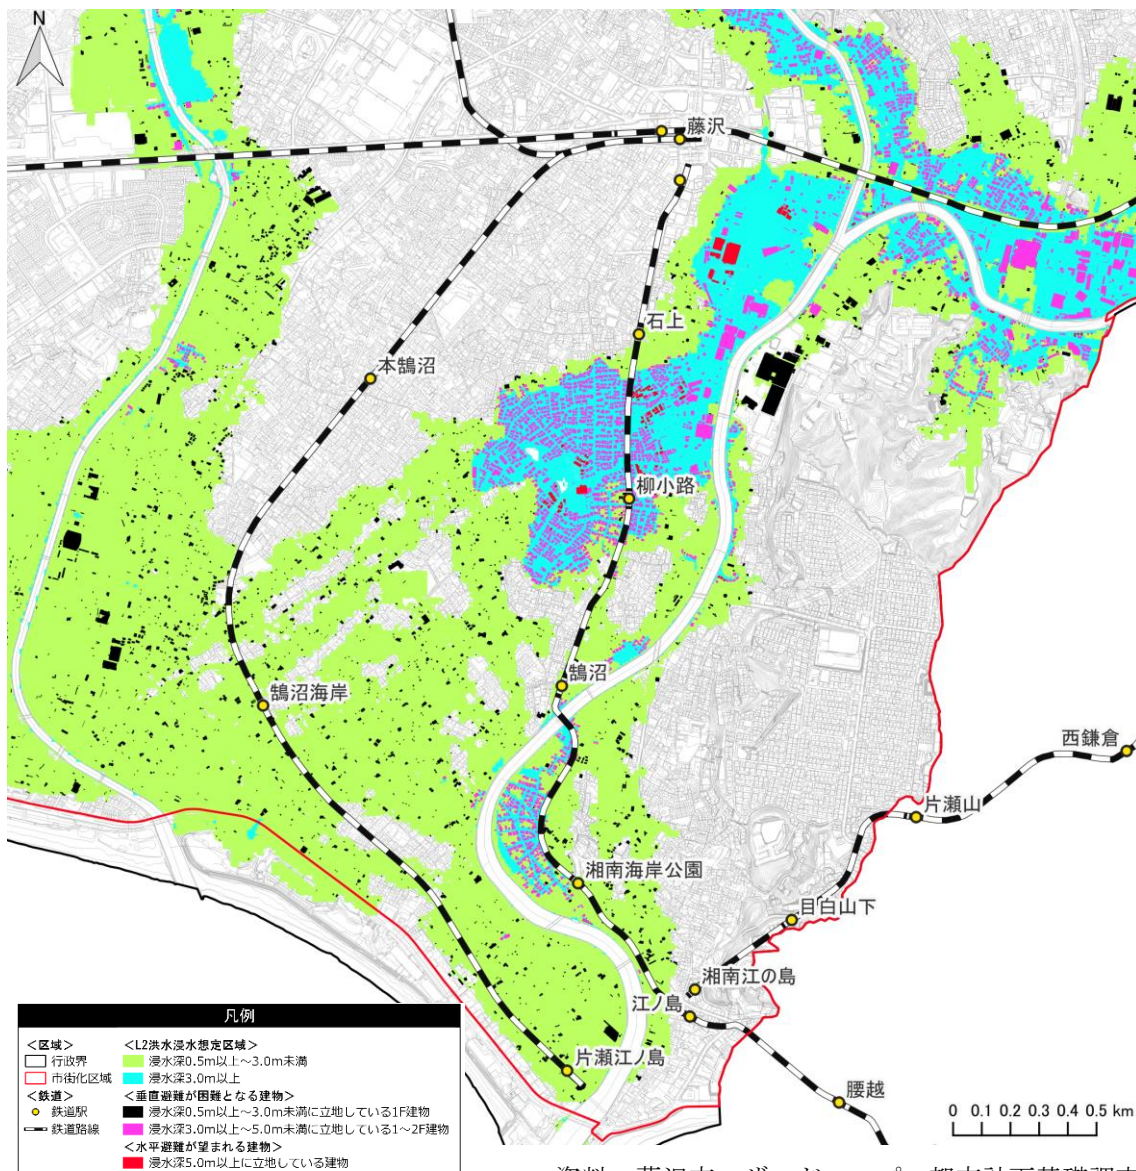 N
藤沢
石上
本鵠沼
柳小路
鵠沼
鵠沼海岸
西鎌倉
片瀬山
湘南海岸公園
目白山下
湘南江の島
江ノ島
片瀬江ノ島
腰越
0 0.1 0.2 0.3 0.4 0.5 km
凡例
<区域>
行政界
市街化区域
<鉄道>
鉄道駅
鉄道路線
<L2洪水浸水想定区域>
浸水深0.5m以上~3.0m未満
浸水深3.0m以上
<垂直避難が困難となる建物>
浸水深0.5m以上~3.0m未満に立地している1F建物
浸水深3.0m以上~5.0m未満に立地している1~2F建物
<水平避難が望まれる建物>
浸水深5.0m以上に立地している建物